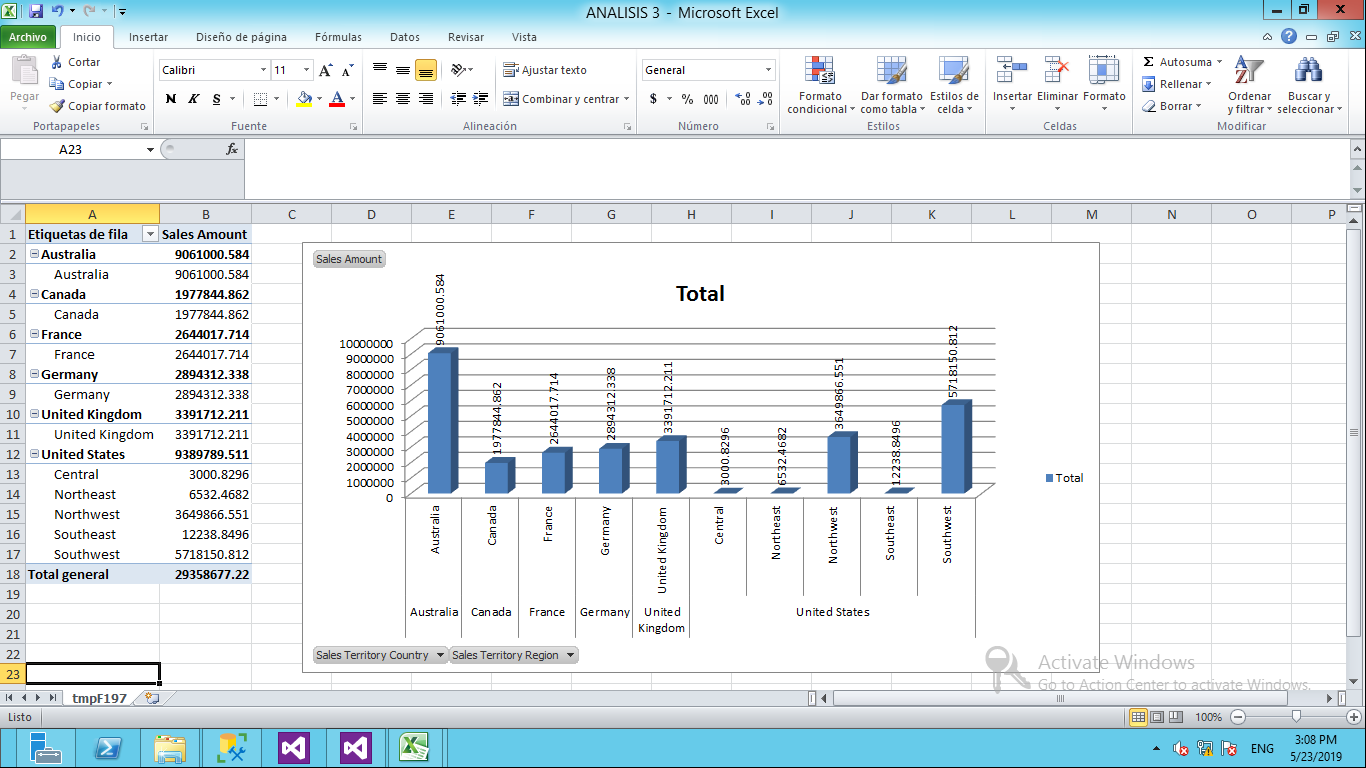 ANALISIS 3 - Microsoft Excel
Archivo Inicio Insertar Diseño de página Fórmulas Datos Revisar Vista
Pegar
Cortar
Copiar
Copiar formato
Portapapeles
Calibri 11
N K S
Fuente
Ajustar texto
Combinar y centrar
Alineación
General
$ % 000
Número
Formato condicional
Dar formato como tabla
Estilos de celda
Estilos
Insertar Eliminar Formato
Celdas
Σ Autosuma
Rellenar
Borrar
Ordenar y filtrar
Buscar y seleccionar
Modificar
A23 fx
A B C D E F G H I J K L M N O P
1 Etiquetas de fila Sales Amount
2 Australia 9061000.584
3 Australia 9061000.584
4 Canada 1977844.862
5 Canada 1977844.862
6 France 2644017.714
7 France 2644017.714
8 Germany 2894312.338
9 Germany 2894312.338
10 United Kingdom 3391712.211
11 United Kingdom 3391712.211
12 United States 9389789.511
13 Central 3000.8296
14 Northeast 6532.4682
15 Northwest 3649866.551
16 Southeast 12238.8496
17 Southwest 5718150.812
18 Total general 29358677.22
19
20
21
22
23
Sales Amount
Total
10000000
9000000
8000000
7000000
6000000
5000000
4000000
3000000
2000000
1000000
0
9061000.584
1977844.862
2644017.714
2894312.338
3391712.211
3000.8296
6532.4682
3649866.551
12238.8496
5718150.812
Total
Australia
Canada
France
Germany
United Kingdom
Central
Northeast
Northwest
Southeast
Southwest
Australia Canada France Germany United Kingdom United States
Sales Territory Country Sales Territory Region
Activate Windows
Go to Action Center to activate Windows.
tmpF197
Listo 100%
ENG
3:08 PM
5/23/2019